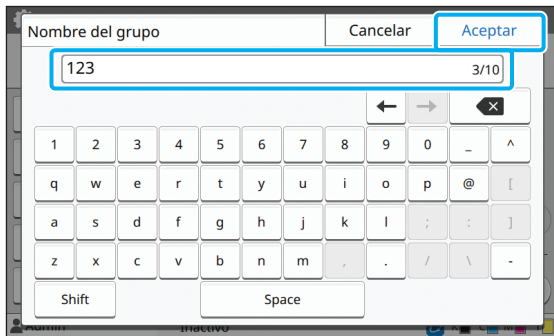 Nombre del grupo Cancelar Aceptar
123 3/10
1 2 3 4 5 6 7 8 9 0 _ ^
q w e r t y u i o p @ [
a s d f g h j k l ; : ]
z x c v b n m , . / \ -
Shift Space
Admin Inactivo K C M Y